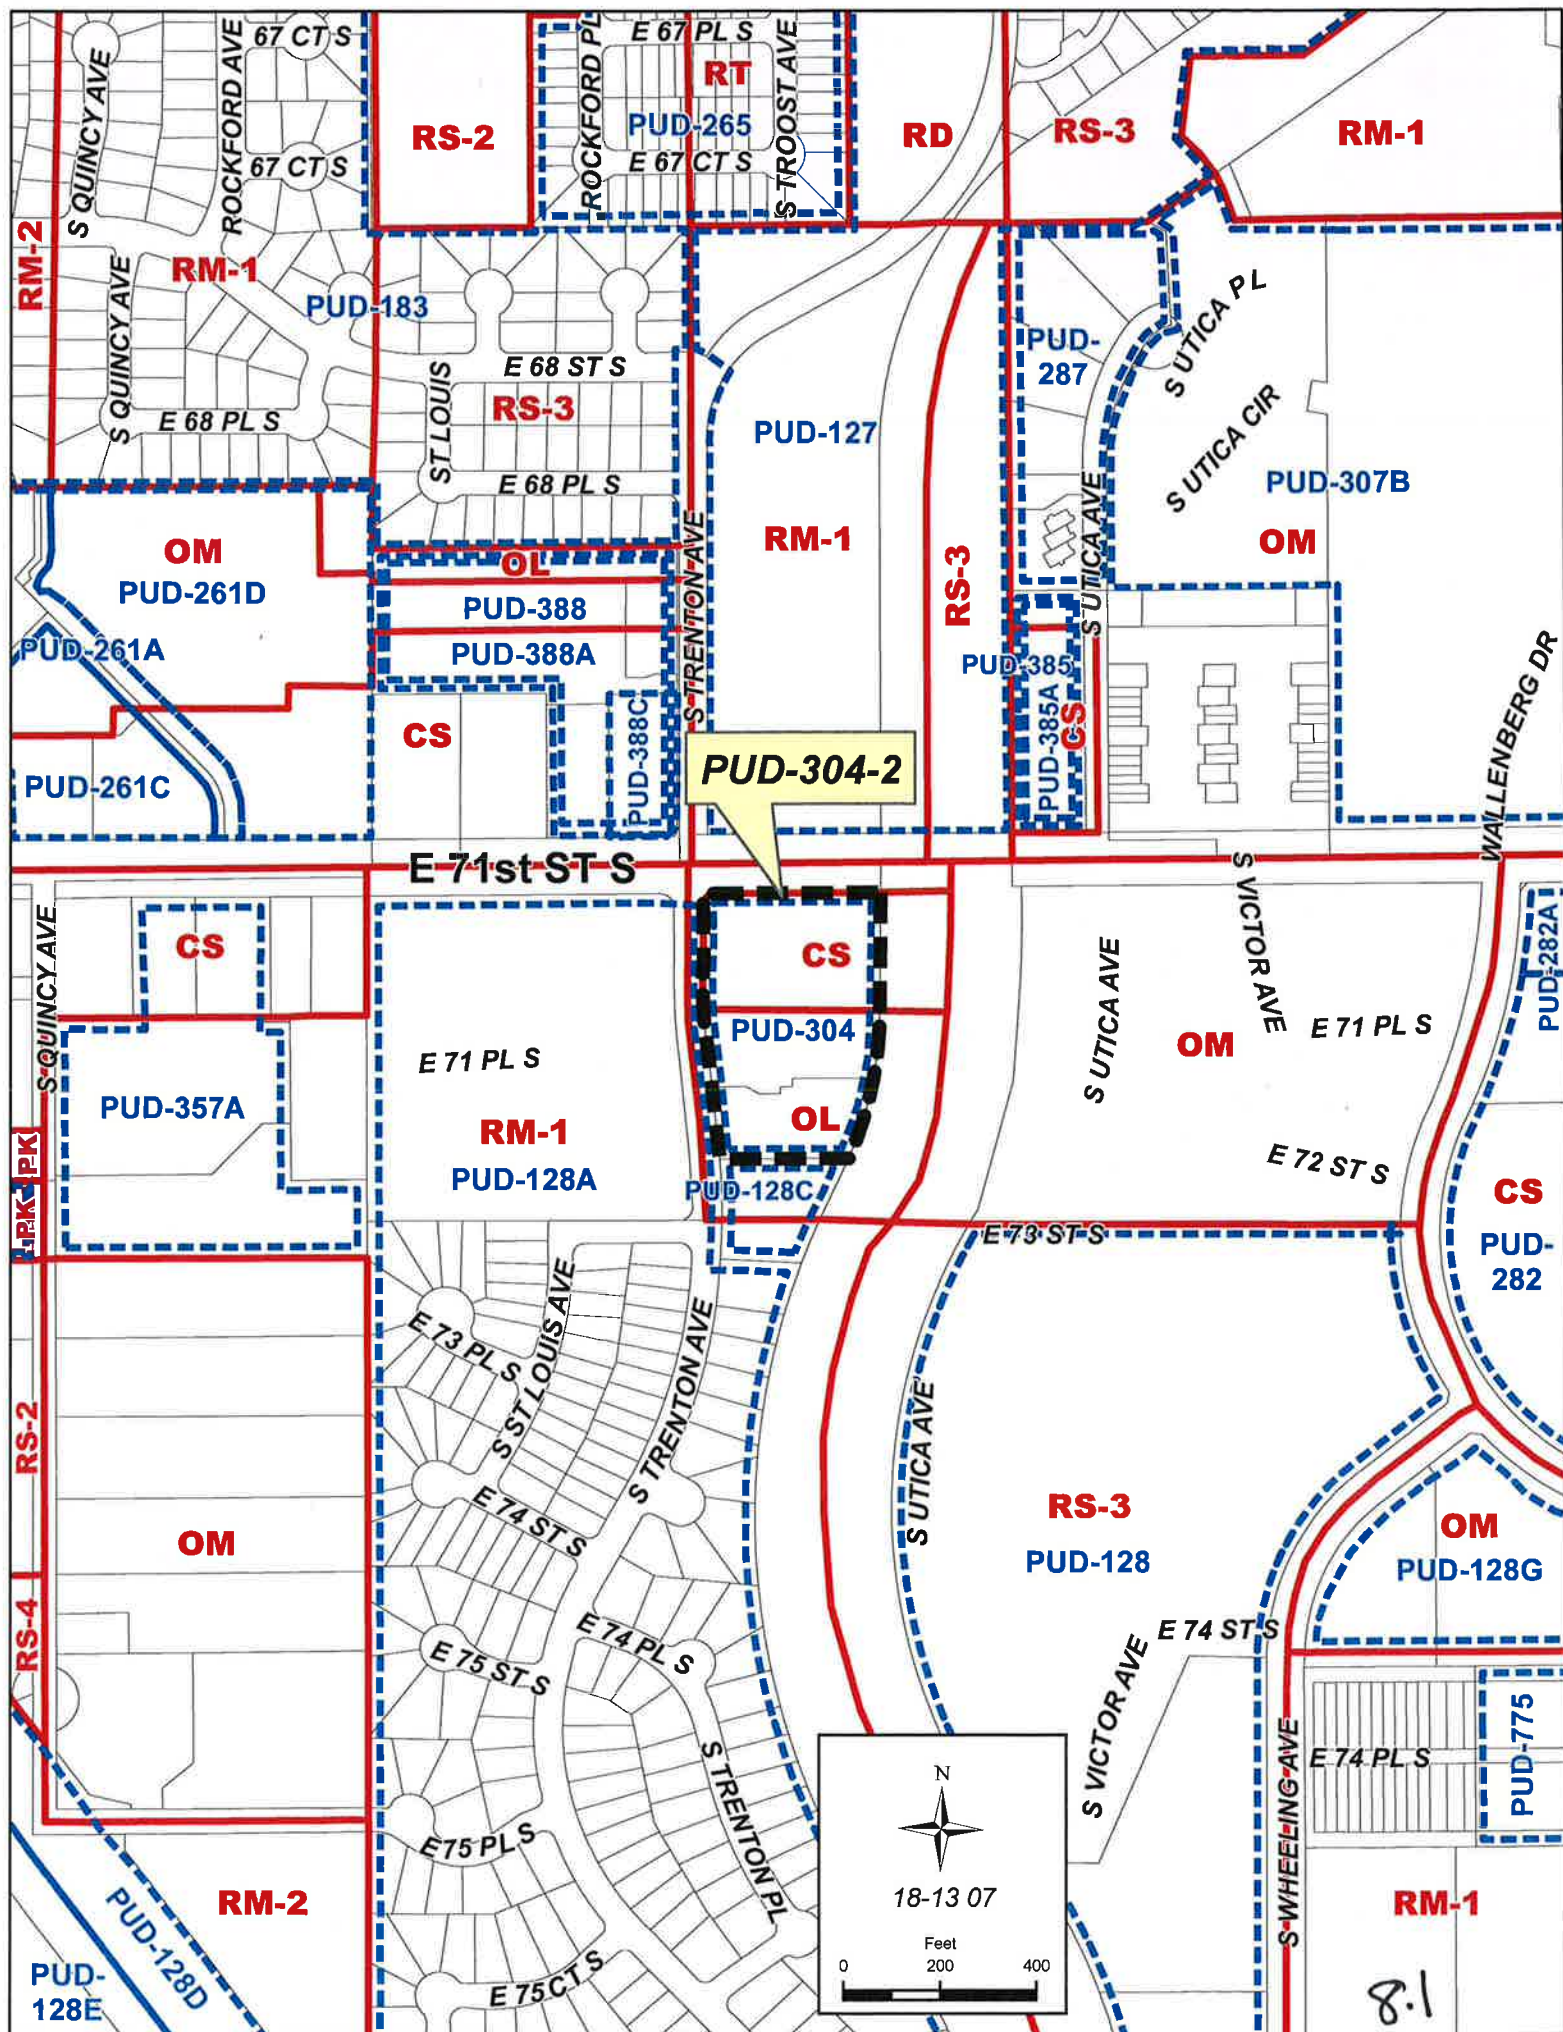 67 CT S
E 67 PL S
S QUINCY AVE
ROCKFORD AVE
ROCKFORD PL
RT
S TROOST AVE
RS-2
PUD-265
RD
RS-3
RM-1
67 CT S
E 67 CT S
RM-2
RM-1
PUD-183
S QUINCY AVE
S UTICA PL
PUD-
287
E 68 ST S
ST LOUIS
RS-3
E 68 PL S
PUD-127
S UTICA CIR
E 68 PL S
PUD-307B
S TRENTON AVE
S UTICA AVE
OM
PUD-261D
OL
RM-1
RS-3
OM
PUD-388
PUD-261A
PUD-388A
PUD-385
PUD-385A
CS
CS
PUD-388C
WALLENBERG DR
PUD-304-2
PUD-261C
E 71st ST S
S VICTOR AVE
CS
S QUINCY AVE
CS
PUD-282A
S UTICA AVE
PUD-304
E 71 PL S
OM
E 71 PL S
PUD-357A
RM-1
OL
PK
E 72 ST S
PUD-128A
PUD-128C
CS
PK
E 73 ST S
PUD-
282
E 73 PL S
S ST LOUIS AVE
S TRENTON AVE
RS-2
S UTICA AVE
E 74 ST S
RS-3
OM
OM
PUD-128
PUD-128G
RS-4
E 74 PL S
E 74 ST S
E 75 ST S
S VICTOR AVE
S TRENTON PL
S WHEELING AVE
E 74 PL S
PUD-775
N
E 75 PL S
18-13 07
RM-2
RM-1
PUD-128D
Feet
0 200 400
PUD-
128E
E 75 CT S
8.1